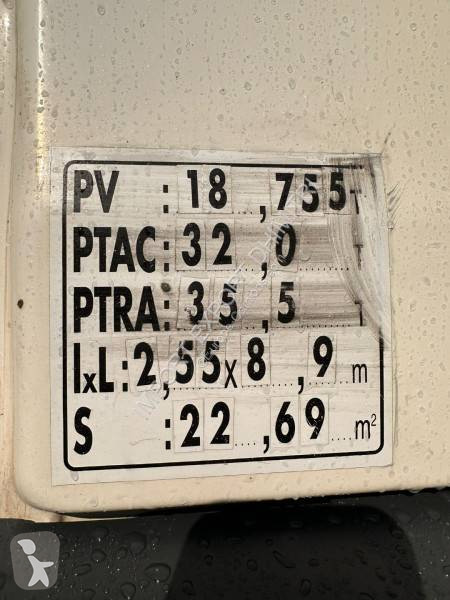 PV : 18 , 755 T
PTAC : 32 , 0 T
PTRA : 35 , 5 T
lxL : 2,55 x 8 , 9 m
S : 22 , 69 m²